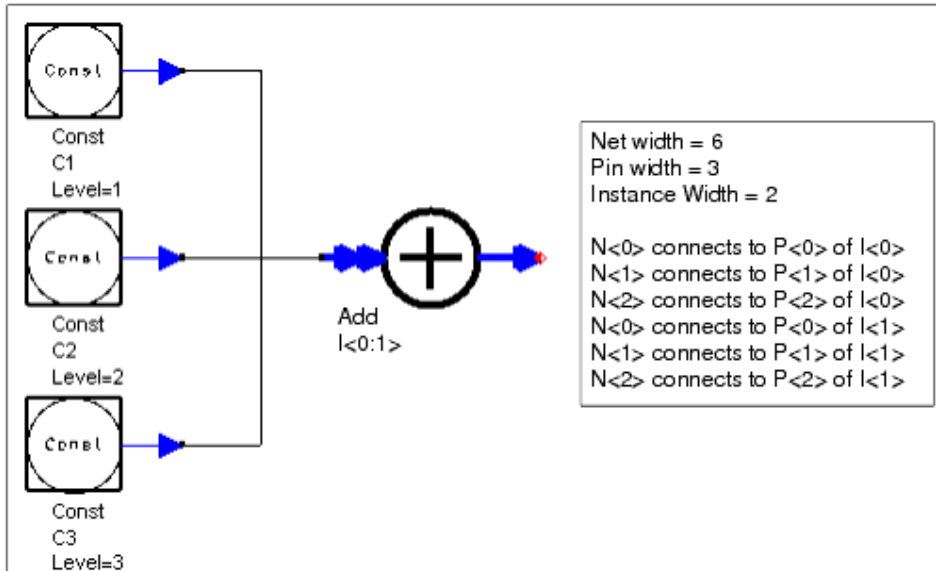 Const
Const
C1
Level=1
Const
Const
C2
Level=2
Const
Const
C3
Level=3
Add
I<0:1>
Net width = 6
Pin width = 3
Instance Width = 2
N<0> connects to P<0> of I<0>
N<1> connects to P<1> of I<0>
N<2> connects to P<2> of I<0>
N<0> connects to P<0> of I<1>
N<1> connects to P<1> of I<1>
N<2> connects to P<2> of I<1>